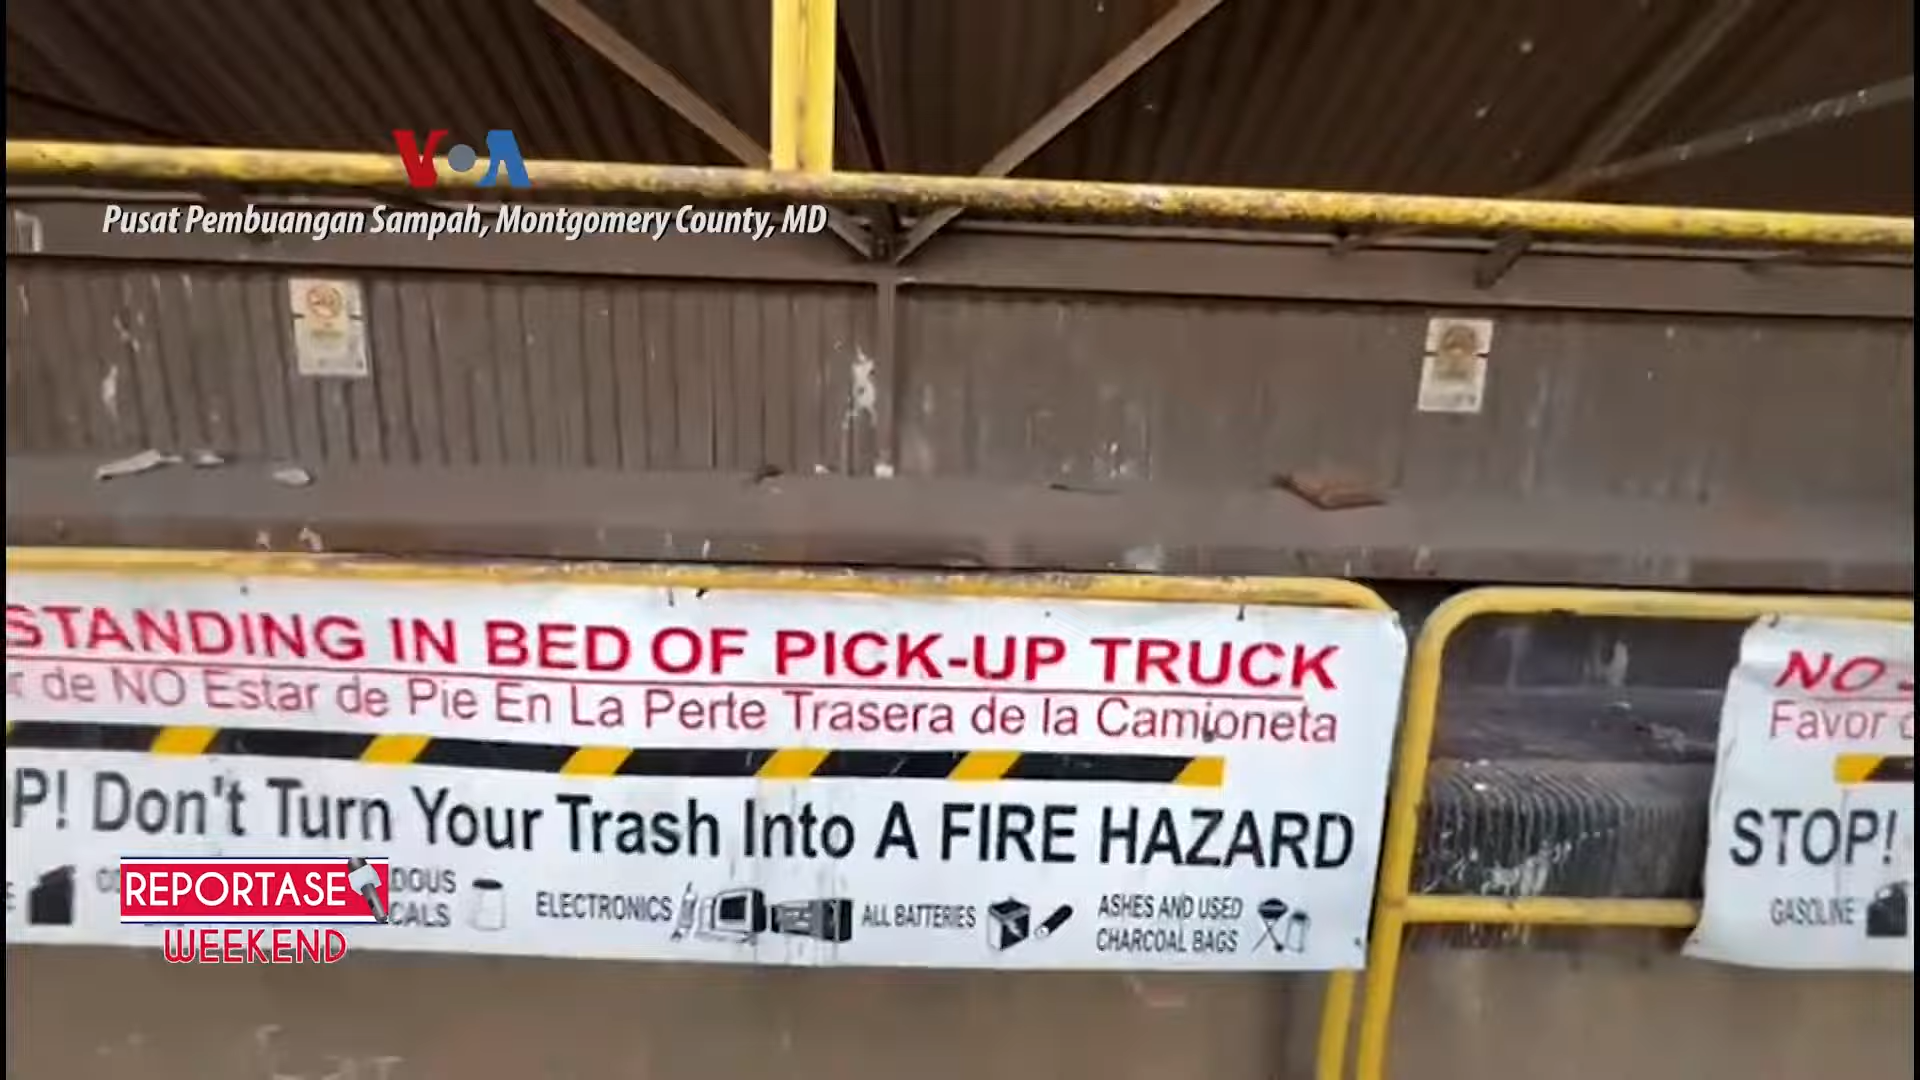 VOA
Pusat Pembuangan Sampah, Montgomery County, MD
STANDING IN BED OF PICK-UP TRUCK
de NO Estar de Pie En La Perte Trasera de la Camioneta
P! Don't Turn Your Trash Into A FIRE HAZARD
ELECTRONICS
ALL BATTERIES
ASHES AND USED
CHARCOAL BAGS
NO
Favor
STOP!
GASOLINE
REPORTASE
WEEKEND